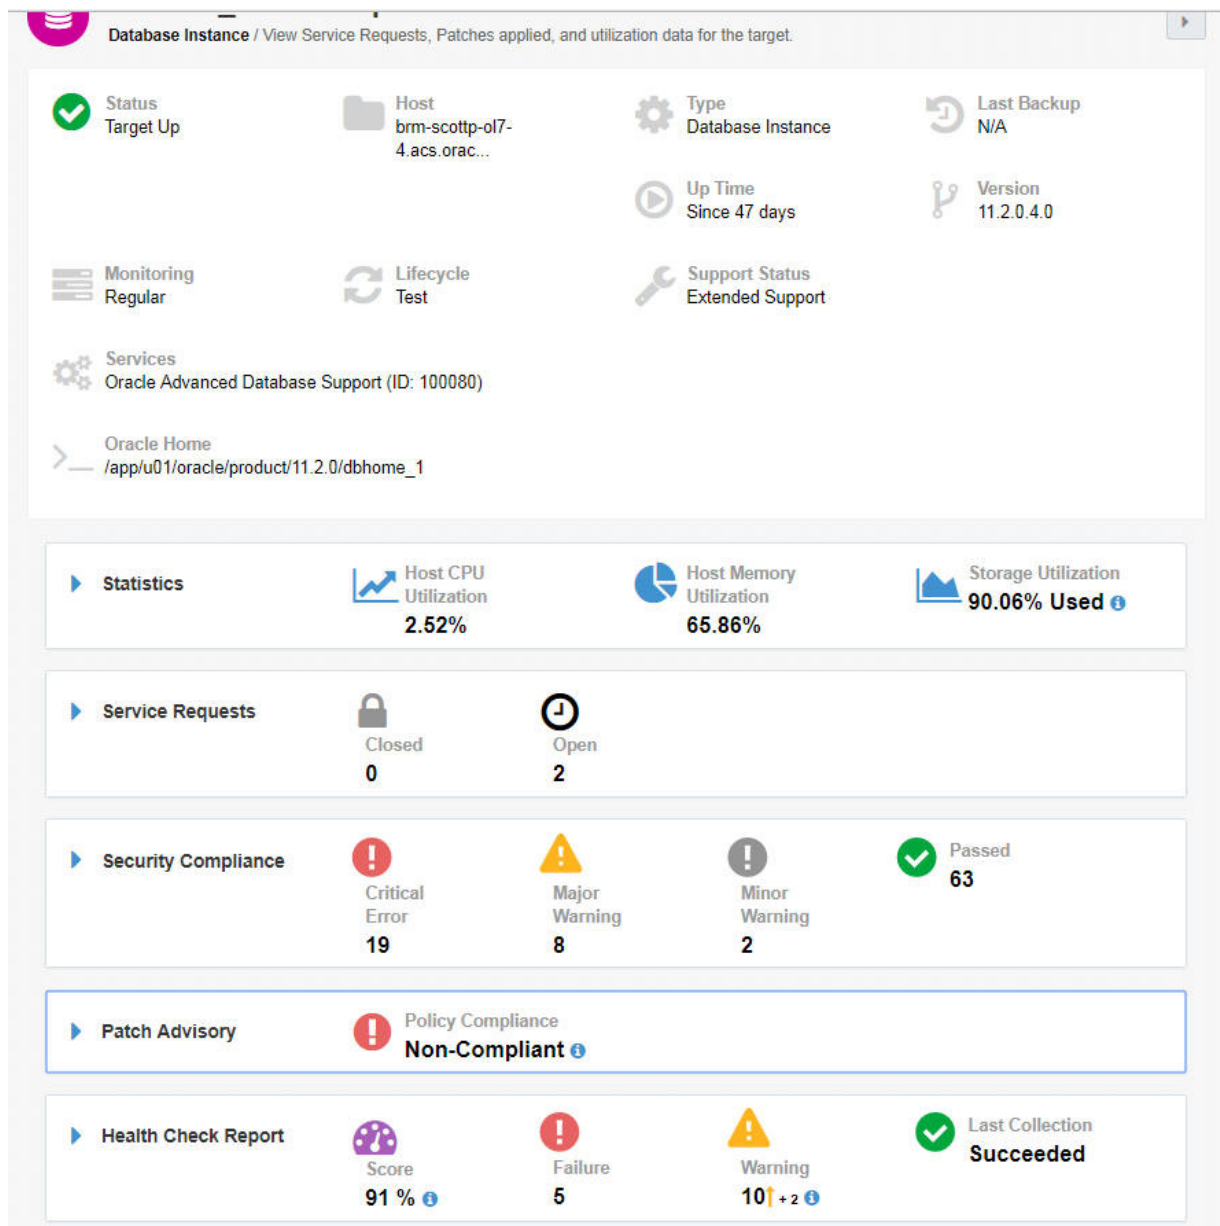 Database Instance / View Service Requests, Patches applied, and utilization data for the target.
Status
Target Up
Host
brm-scottp-ol7-
4.acs.orac...
Type
Database Instance
Last Backup
N/A
Up Time
Since 47 days
Version
11.2.0.4.0
Monitoring
Regular
Lifecycle
Test
Support Status
Extended Support
Services
Oracle Advanced Database Support (ID: 100080)
Oracle Home
/app/u01/oracle/product/11.2.0/dbhome_1
Statistics
Host CPU
Utilization
2.52%
Host Memory
Utilization
65.86%
Storage Utilization
90.06% Used
Service Requests
Closed
0
Open
2
Security Compliance
Critical
Error
19
Major
Warning
8
Minor
Warning
2
Passed
63
Patch Advisory
Policy Compliance
Non-Compliant
Health Check Report
Score
91 %
Failure
5
Warning
10 + 2
Last Collection
Succeeded